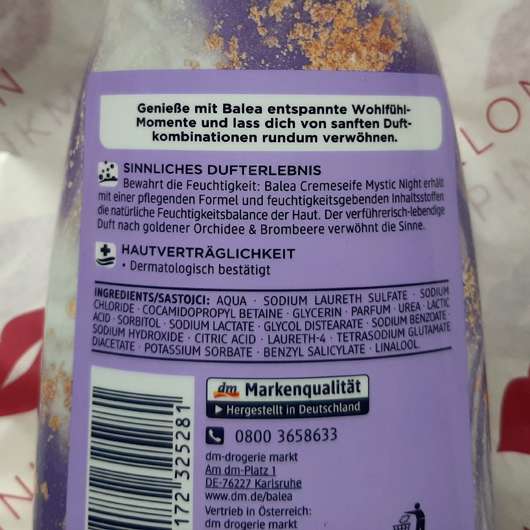 Genieße mit Balea entspannte Wohlfühl-
Momente und lass dich von sanften Duft-
kombinationen rundum verwöhnen.
SINNLICHES DUFTERLEBNIS
Bewahrt die Feuchtigkeit: Balea Cremeseife Mystic Night erhält
mit einer pflegenden Formel und feuchtigkeitsgebenden Inhaltsstoffen
die natürliche Feuchtigkeitsbalance der Haut. Der verführerisch-lebendige
Duft nach goldener Orchidee & Brombeere verwöhnt die Sinne.
HAUTVERTRÄGLICHKEIT
• Dermatologisch bestätigt
INGREDIENTS/SASTOJCI: AQUA · SODIUM LAURETH SULFATE · SODIUM
CHLORIDE · COCAMIDOPROPYL BETAINE · GLYCERIN · PARFUM · UREA · LACTIC
ACID · SORBITOL · SODIUM LACTATE · GLYCOL DISTEARATE · SODIUM BENZOATE ·
SODIUM HYDROXIDE · CITRIC ACID · LAURETH-4 · TETRASODIUM GLUTAMATE
DIACETATE · POTASSIUM SORBATE · BENZYL SALICYLATE · LINALOOL.
dm Markenqualität
Hergestellt in Deutschland
0800 3658633
dm-drogerie markt
Am dm-Platz 1
DE-76227 Karlsruhe
www.dm.de/balea
Vertrieb in Österreich:
dm drogerie markt
172 325281